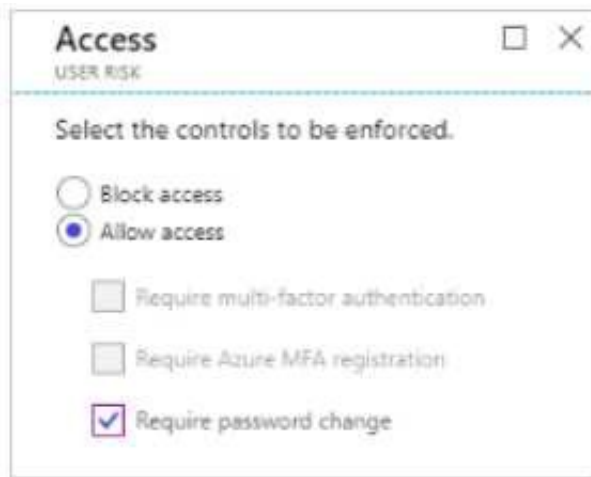 Access
USER RISK
Select the controls to be enforced.
Block access
Allow access
Require multi-factor authentication
Require Azure MFA registration
Require password change